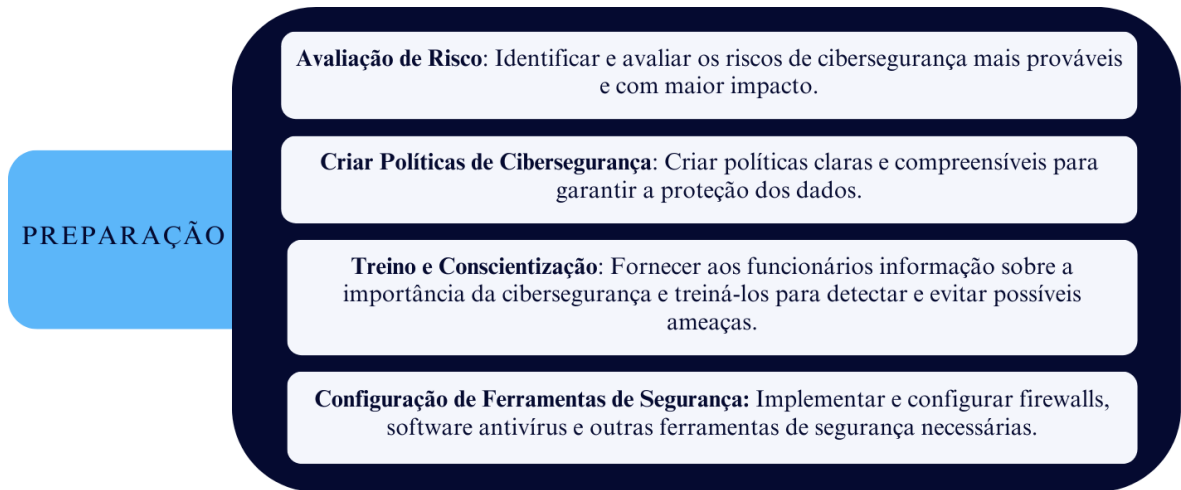 PREPARAÇÃO
Avaliação de Risco: Identificar e avaliar os riscos de cibersegurança mais prováveis
e com maior impacto.
Criar Políticas de Cibersegurança: Criar políticas claras e compreensíveis para
garantir a proteção dos dados.
Treino e Conscientização: Fornecer aos funcionários informação sobre a
importância da cibersegurança e treiná-los para detectar e evitar possíveis
ameaças.
Configuração de Ferramentas de Segurança: Implementar e configurar firewalls,
software antivírus e outras ferramentas de segurança necessárias.